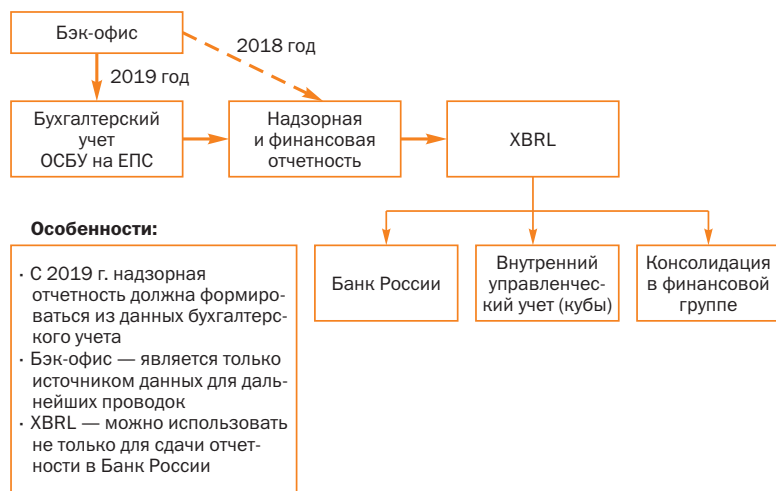 Бэк-офис
2018 год
2019 год
Бухгалтерский
учет
ОСБУ на ЕПС
Надзорная
и финансовая
отчетность
XBRL
Банк России
Внутренний
управленчес-
кий учет (кубы)
Консолидация
в финансовой
группе
Особенности:
· С 2019 г. надзорная
отчетность должна формиро-
ваться из данных бухгалтерс-
кого учета
· Бэк-офис — является только
источником данных для даль-
нейших проводок
· XBRL — можно использовать
не только для сдачи отчет-
ности в Банк России